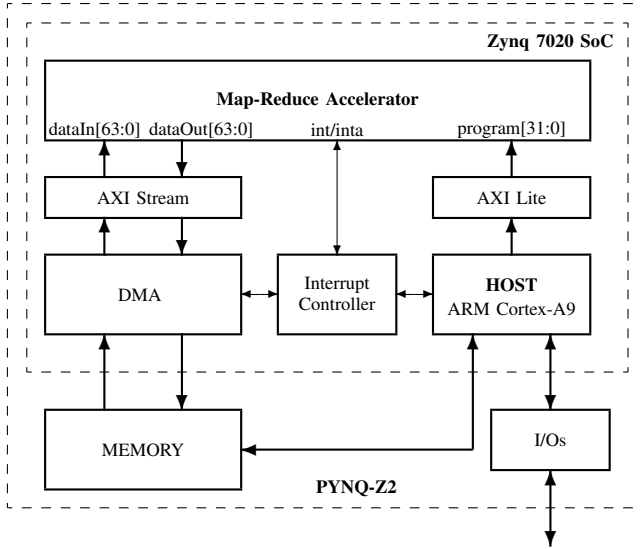 Zynq 7020 SoC
Map-Reduce Accelerator
dataIn[63:0] dataOut[63:0] int/inta program[31:0]
AXI Stream
AXI Lite
DMA
Interrupt
Controller
HOST
ARM Cortex-A9
MEMORY
I/Os
PYNQ-Z2